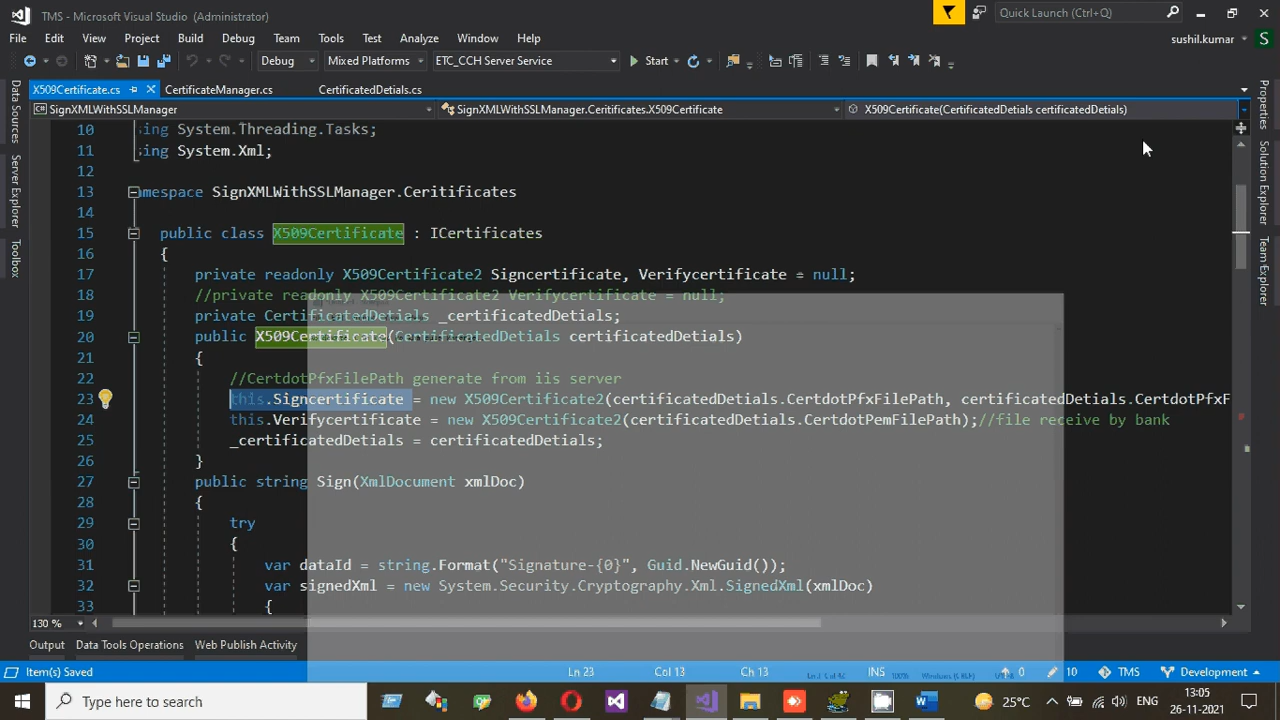 TMS - Microsoft Visual Studio (Administrator)
Quick Launch (Ctrl+Q)
File Edit View Project Build Debug Team Tools Test Analyze Window Help
sushil.kumar S
Debug Mixed Platforms ETC_CCH Server Service Start
X509Certificate.cs CertificateManager.cs CertificatedDetials.cs
SignXMLWithSSLManager SignXMLWithSSLManager.Ceritificates.X509Certificate X509Certificate(CertificatedDetials certificatedDetials)
Data Sources
Server Explorer
Toolbox
Properties
Solution Explorer
Team Explorer
10 ing System.Threading.Tasks;
11 ing System.Xml;
12
13 mespace SignXMLWithSSLManager.Ceritificates
14
15 public class X509Certificate : ICertificates
16 {
17 private readonly X509Certificate2 Signcertificate, Verifycertificate = null;
18 //private readonly X509Certificate2 Verifycertificate = null;
19 private CertificatedDetials _certificatedDetials;
20 public X509Certificate(CertificatedDetials certificatedDetials)
21 {
22 //CertdotPfxFilePath generate from iis server
23 this.Signcertificate = new X509Certificate2(certificatedDetials.CertdotPfxFilePath, certificatedDetials.CertdotPfxF
24 this.Verifycertificate = new X509Certificate2(certificatedDetials.CertdotPemFilePath);//file receive by bank
25 _certificatedDetials = certificatedDetials;
26 }
27 public string Sign(XmlDocument xmlDoc)
28 {
29 try
30 {
31 var dataId = string.Format("Signature-{0}", Guid.NewGuid());
32 var signedXml = new System.Security.Cryptography.Xml.SignedXml(xmlDoc)
33 {
130 %
Output Data Tools Operations Web Publish Activity
Item(s) Saved Ln 23 Col 13 Ch 13 INS 0 10 TMS Development
Type here to search 25°C ENG 13:05
26-11-2021